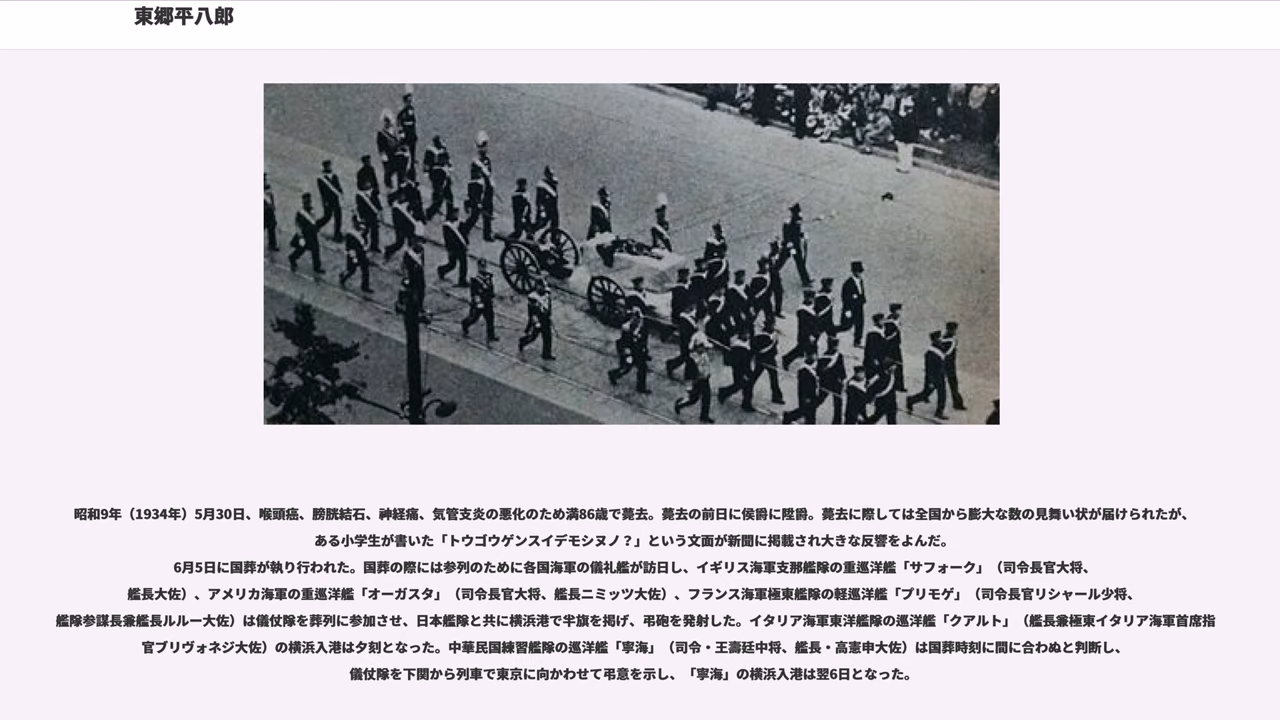 東郷平八郎
昭和9年（1934年）5月30日、喉頭癌、膀胱結石、神経痛、気管支炎の悪化のため満86歳で薨去。薨去の前日に侯爵に陞爵。薨去に際しては全国から膨大な数の見舞い状が届けられたが、
ある小学生が書いた「トウゴウゲンスイデモシヌノ？」という文面が新聞に掲載され大きな反響をよんだ。
6月5日に国葬が執り行われた。国葬の際には参列のために各国海軍の儀礼艦が訪日し、イギリス海軍支那艦隊の重巡洋艦「サフォーク」（司令長官大将、
艦長大佐）、アメリカ海軍の重巡洋艦「オーガスタ」（司令長官大将、艦長ニミッツ大佐）、フランス海軍極東艦隊の軽巡洋艦「プリモゲ」（司令長官リシャール少将、
艦隊参謀長兼艦長ルルー大佐）は儀仗隊を葬列に参加させ、日本艦隊と共に横浜港で半旗を掲げ、弔砲を発射した。イタリア海軍東洋艦隊の巡洋艦「クアルト」（艦長兼極東イタリア海軍首席指
官ブリヴォネジ大佐）の横浜入港は夕刻となった。中華民国練習艦隊の巡洋艦「寧海」（司令・王壽廷中将、艦長・高憲申大佐）は国葬時刻に間に合わぬと判断し、
儀仗隊を下関から列車で東京に向かわせて弔意を示し、「寧海」の横浜入港は翌6日となった。